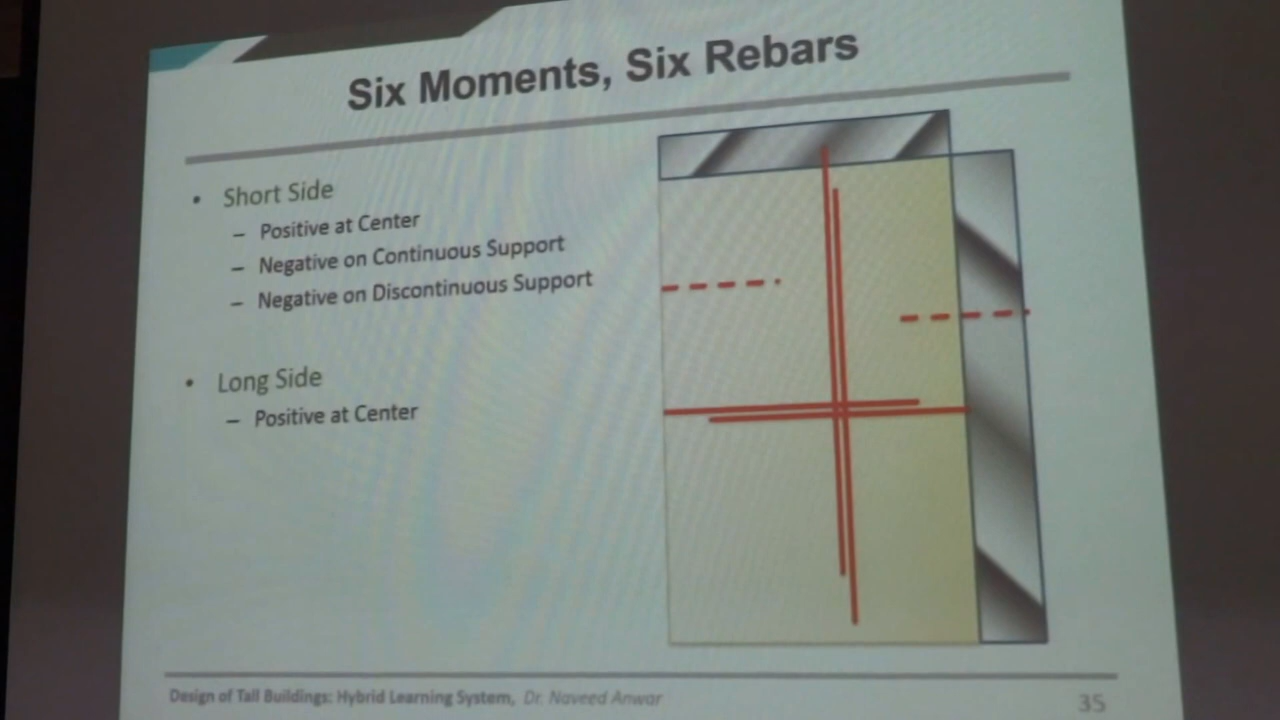 Six Moments, Six Rebars
• Short Side
– Positive at Center
– Negative on Continuous Support
– Negative on Discontinuous Support
• Long Side
– Positive at Center
Design of Tall Buildings: Hybrid Learning System, Dr. Naveed Anwar
35